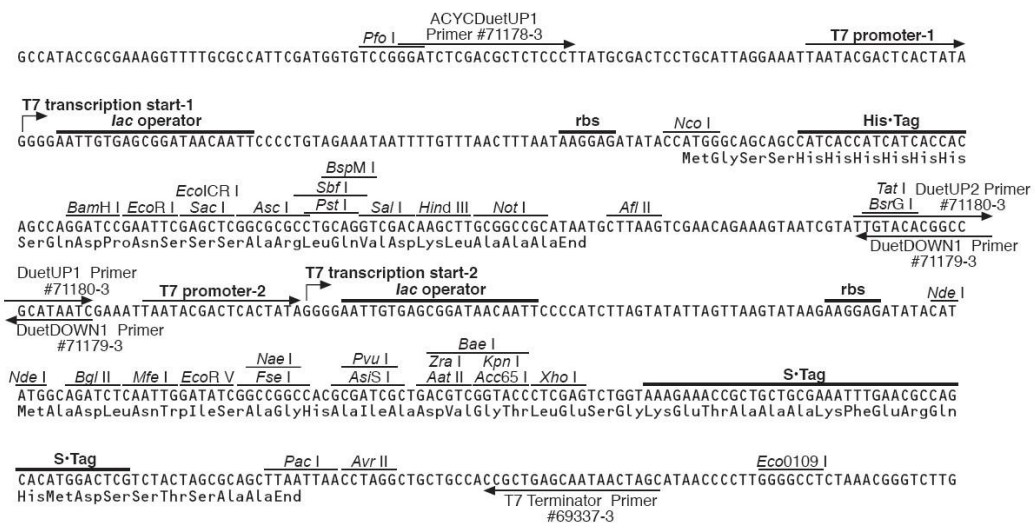 ACYCDuetUP1
Pfo I Primer #71178-3 T7 promoter-1
GCCATACCGCGAAAGGTTTTGCGCCATTCGATGGTGTCCGGGATCTCGACGCTCTCCCTTATGCGACTCCTGCATTAGGAAATTAATACGACTCACTATA
T7 transcription start-1
lac operator rbs Nco I His•Tag
GGGGAATTGTGAGCGGATAACAATTCCCCTGTAGAAATAATTTTGTTTAACTTTAATAAGGAGATATACCATGGGCAGCAGCCATCACCATCATCACCAC
MetGlySerSerHisHisHisHisHisHis
BspM I
EcoICR I Sbf I Tat I DuetUP2 Primer
BamH I EcoR I Sac I Asc I Pst I Sal I Hind III Not I Afl II BsrG I #71180-3
AGCCAGGATCCGAATTCGAGCTCGGCGCGCCTGCAGGTCGACAAGCTTGCGGCCGCATAATGCTTAAGTCGAACAGAAAGTAATCGTATTGTACACGGCC
SerGlnAspProAsnSerSerSerAlaArgLeuGlnValAspLysLeuAlaAlaAlaEnd DuetDOWN1 Primer
#71179-3
DuetUP1 Primer T7 transcription start-2
#71180-3 T7 promoter-2 lac operator rbs Nde I
GCATAATCGAAATTAATACGACTCACTATAGGGGAATTGTGAGCGGATAACAATTCCCCATCTTAGTATATTAGTTAAGTATAAGAAGGAGATATACAT
DuetDOWN1 Primer
#71179-3
Bae I
Nae I Pvu I Zra I Kpn I
Nde I Bgl II Mfe I EcoR V Fse I AsiS I Aat II Acc65 I Xho I S•Tag
ATGGCAGATCTCAATTGGATATCGGCCGGCCACGCGATCGCTGACGTCGGTACCCTCGAGTCTGGTAAAGAAACCGCTGCTGCGAAATTTGAACGCCAG
MetAlaAspLeuAsnTrpIleSerAlaGlyHisAlaIleAlaAspValGlyThrLeuGluSerGlyLysGluThrAlaAlaAlaLysPheGluArgGln
S•Tag Pac I Avr II Eco0109 I
CACATGGACTCGTCTACTAGCGCAGCTTAATTAACCTAGGCTGCTGCCACCGCTGAGCAATAACTAGCATAACCCCTTGGGGCCTCTAAACGGGTCTTG
HisMetAspSerSerThrSerAlaAlaEnd T7 Terminator Primer
#69337-3